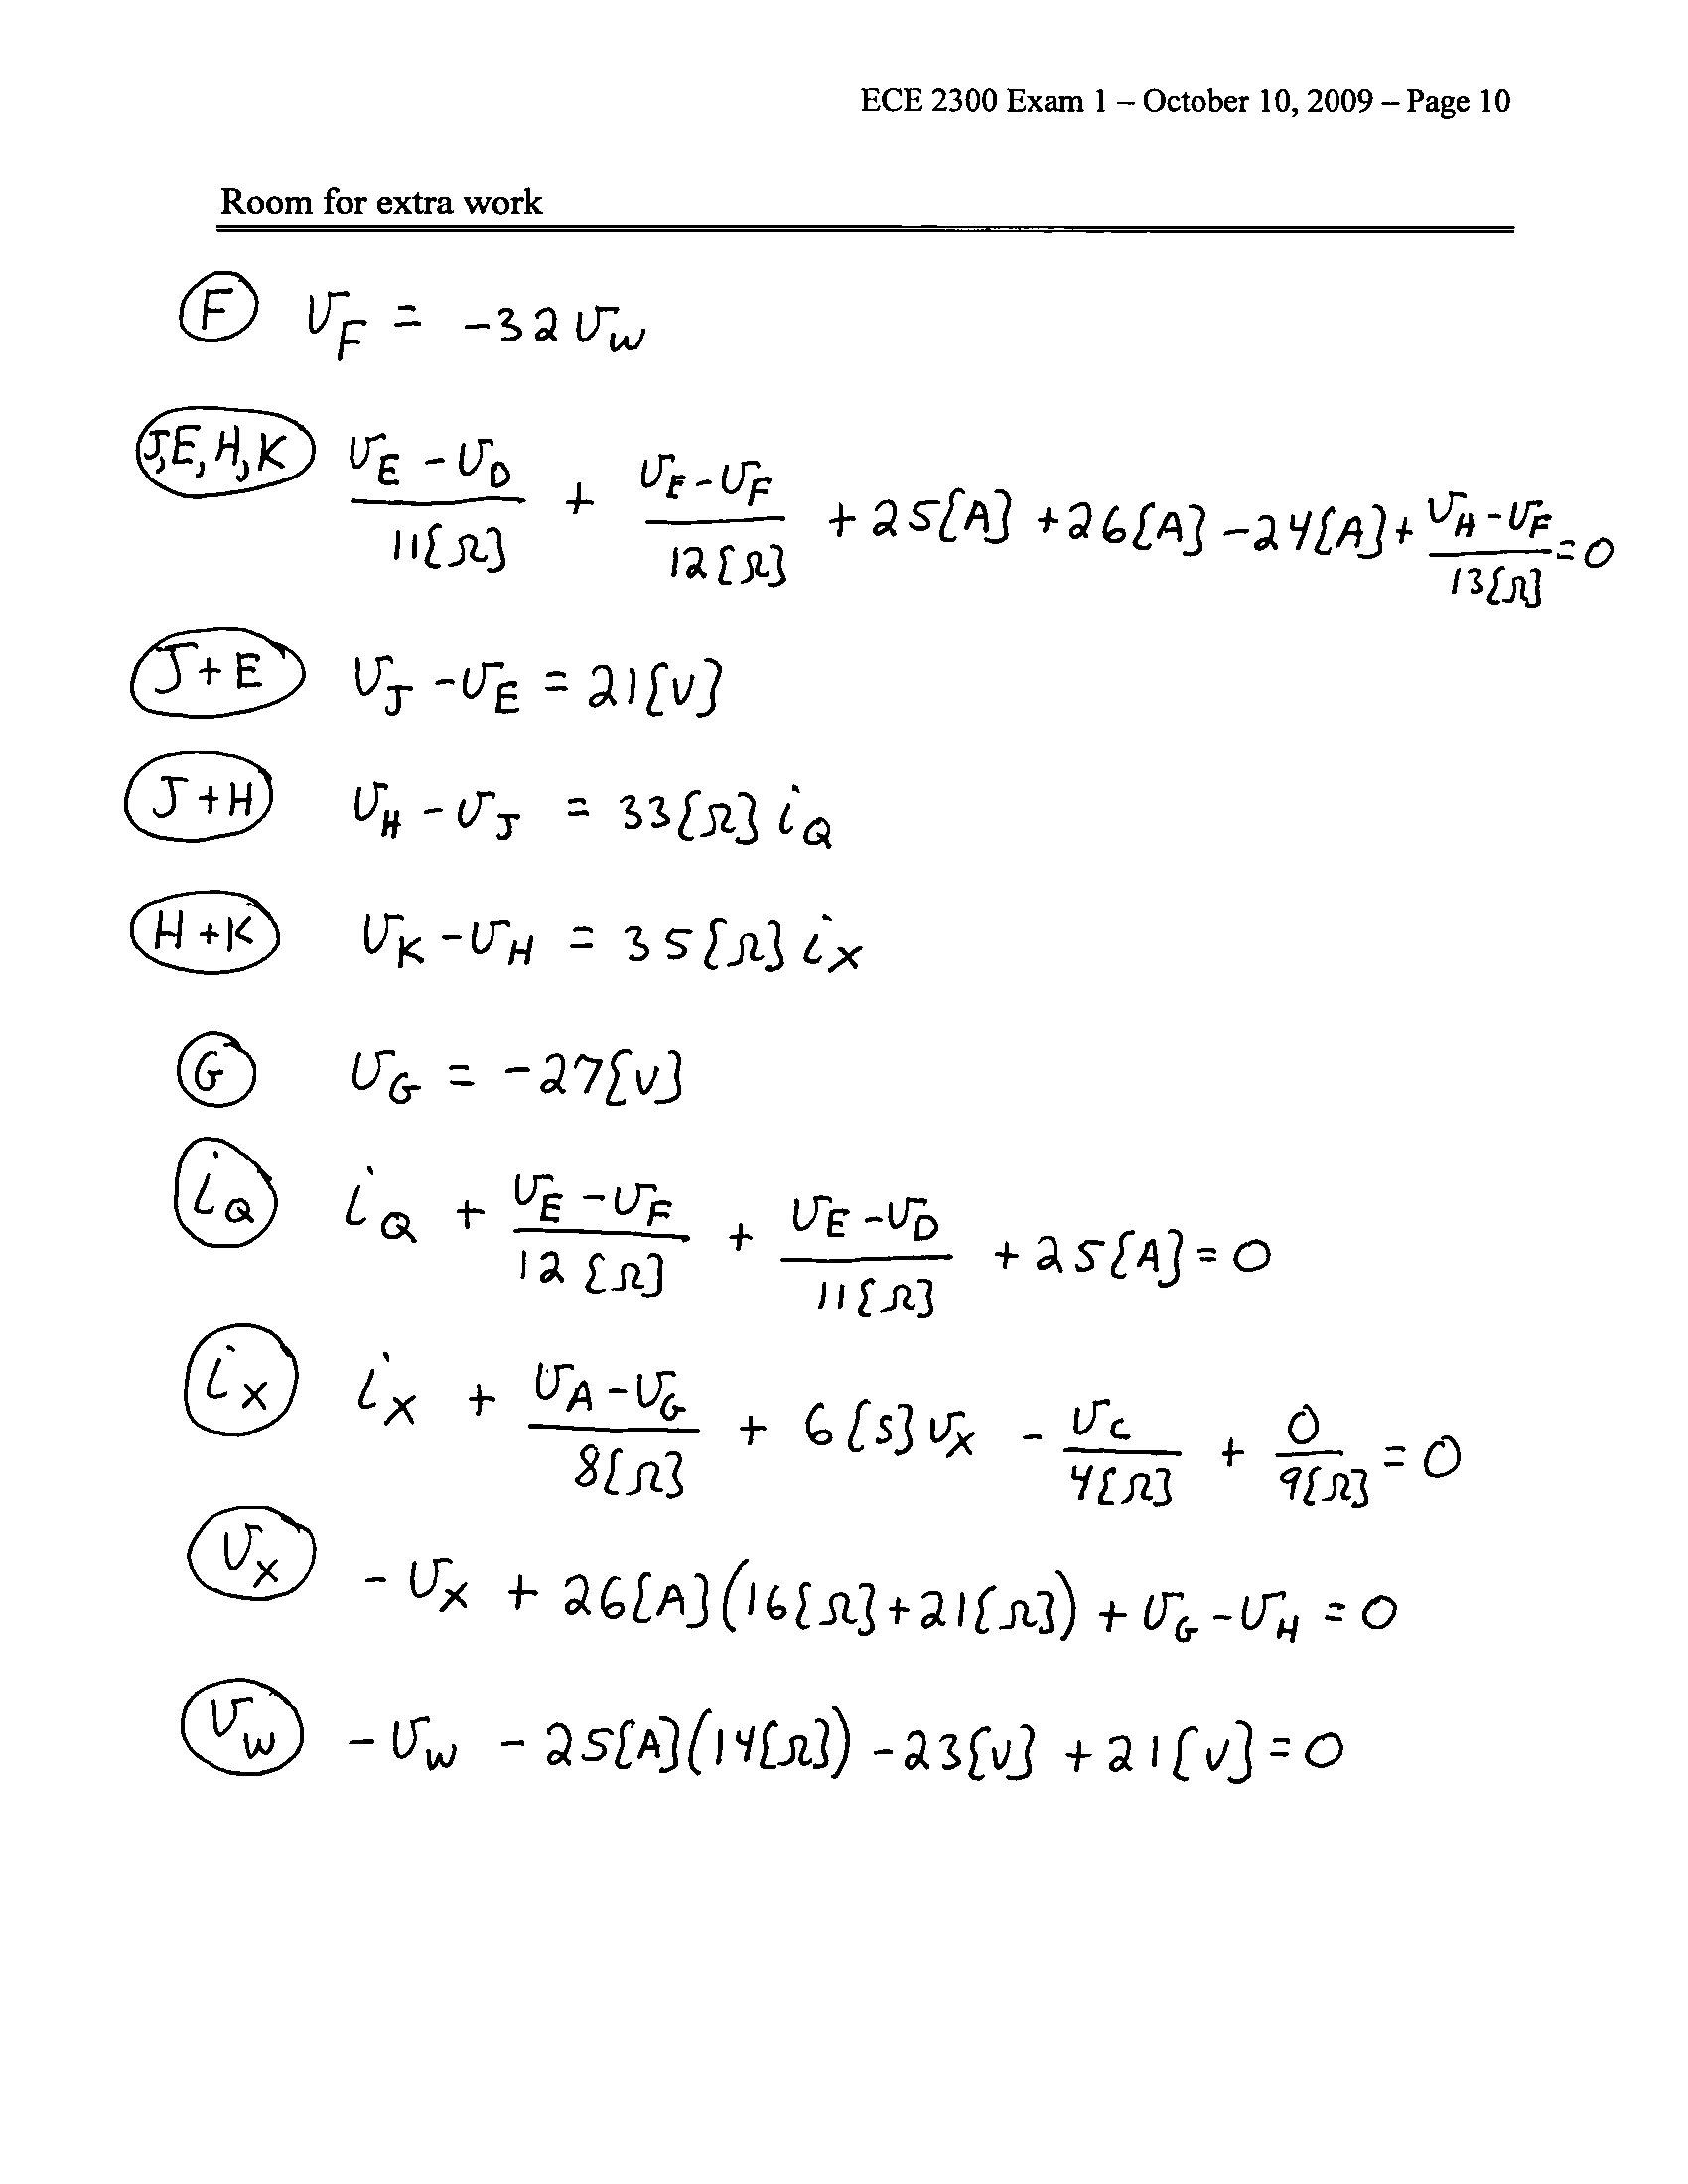 ECE 2300 Exam 1 – October 10, 2009 – Page 10
Room for extra work
F v_F = -32 v_W
J,E,H,K (v_E - v_D)/11[Ω] + (v_E - v_F)/12[Ω] + 25[A] + 26[A] - 24[A] + (v_H - v_F)/13[Ω] = 0
J+E v_J - v_E = 21[V]
J+H v_H - v_J = 33[Ω] i_Q
H+K v_K - v_H = 35[Ω] i_X
G v_G = -27[V]
i_Q i_Q + (v_E - v_F)/12[Ω] + (v_E - v_D)/11[Ω] + 25[A] = 0
i_X i_X + (v_A - v_G)/8[Ω] + 6[S] v_X - v_C/4[Ω] + 0/9[Ω] = 0
v_X - v_X + 26[A](16[Ω] + 21[Ω]) + v_G - v_H = 0
v_W - v_W - 25[A](14[Ω]) - 23[V] + 21[V] = 0